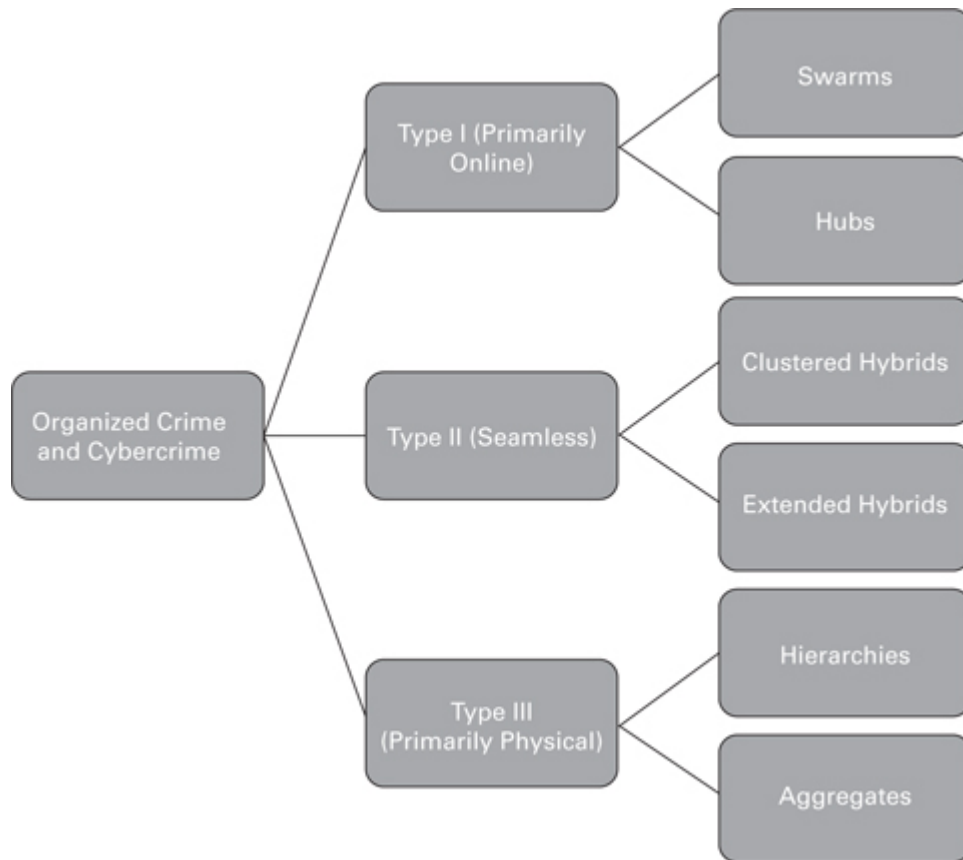 Swarms
Type I (Primarily
Online)
Hubs
Clustered Hybrids
Organized Crime
and Cybercrime
Type II (Seamless)
Extended Hybrids
Hierarchies
Type III
(Primarily Physical)
Aggregates